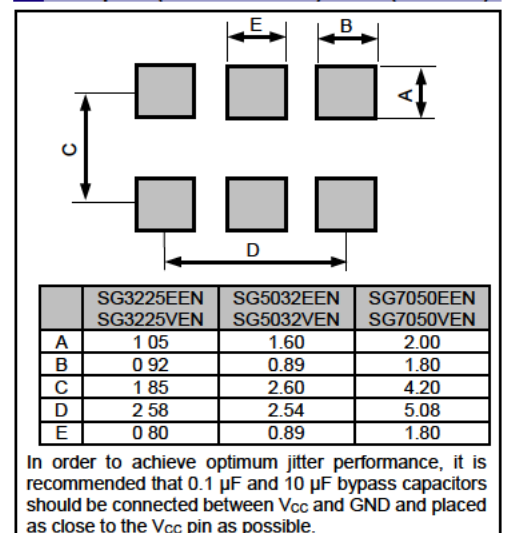 E
B
A
C
D
SG3225EEN SG5032EEN SG7050EEN
SG3225VEN SG5032VEN SG7050VEN
A 1 05 1.60 2.00
B 0 92 0.89 1.80
C 1 85 2.60 4.20
D 2 58 2.54 5.08
E 0 80 0.89 1.80
In order to achieve optimum jitter performance, it is
recommended that 0.1 µF and 10 µF bypass capacitors
should be connected between VCC and GND and placed
as close to the VCC pin as possible.